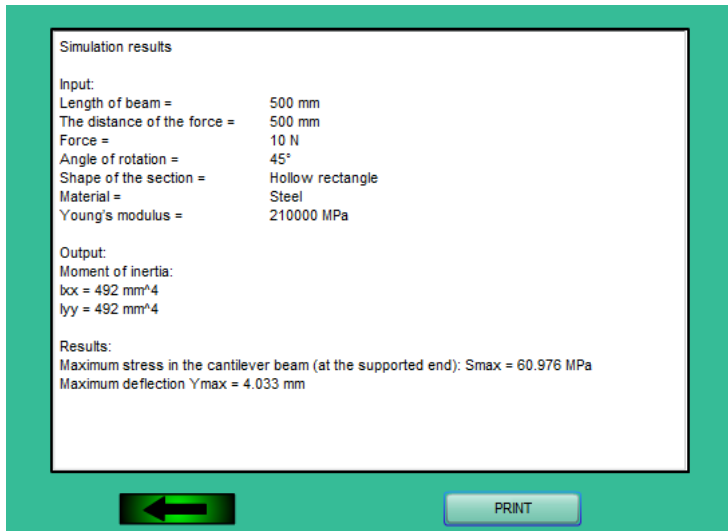 Simulation results
Input:
Length of beam = 500 mm
The distance of the force = 500 mm
Force = 10 N
Angle of rotation = 45°
Shape of the section = Hollow rectangle
Material = Steel
Young's modulus = 210000 MPa
Output:
Moment of inertia:
Ixx = 492 mm^4
Iyy = 492 mm^4
Results:
Maximum stress in the cantilever beam (at the supported end): Smax = 60.976 MPa
Maximum deflection Ymax = 4.033 mm
PRINT